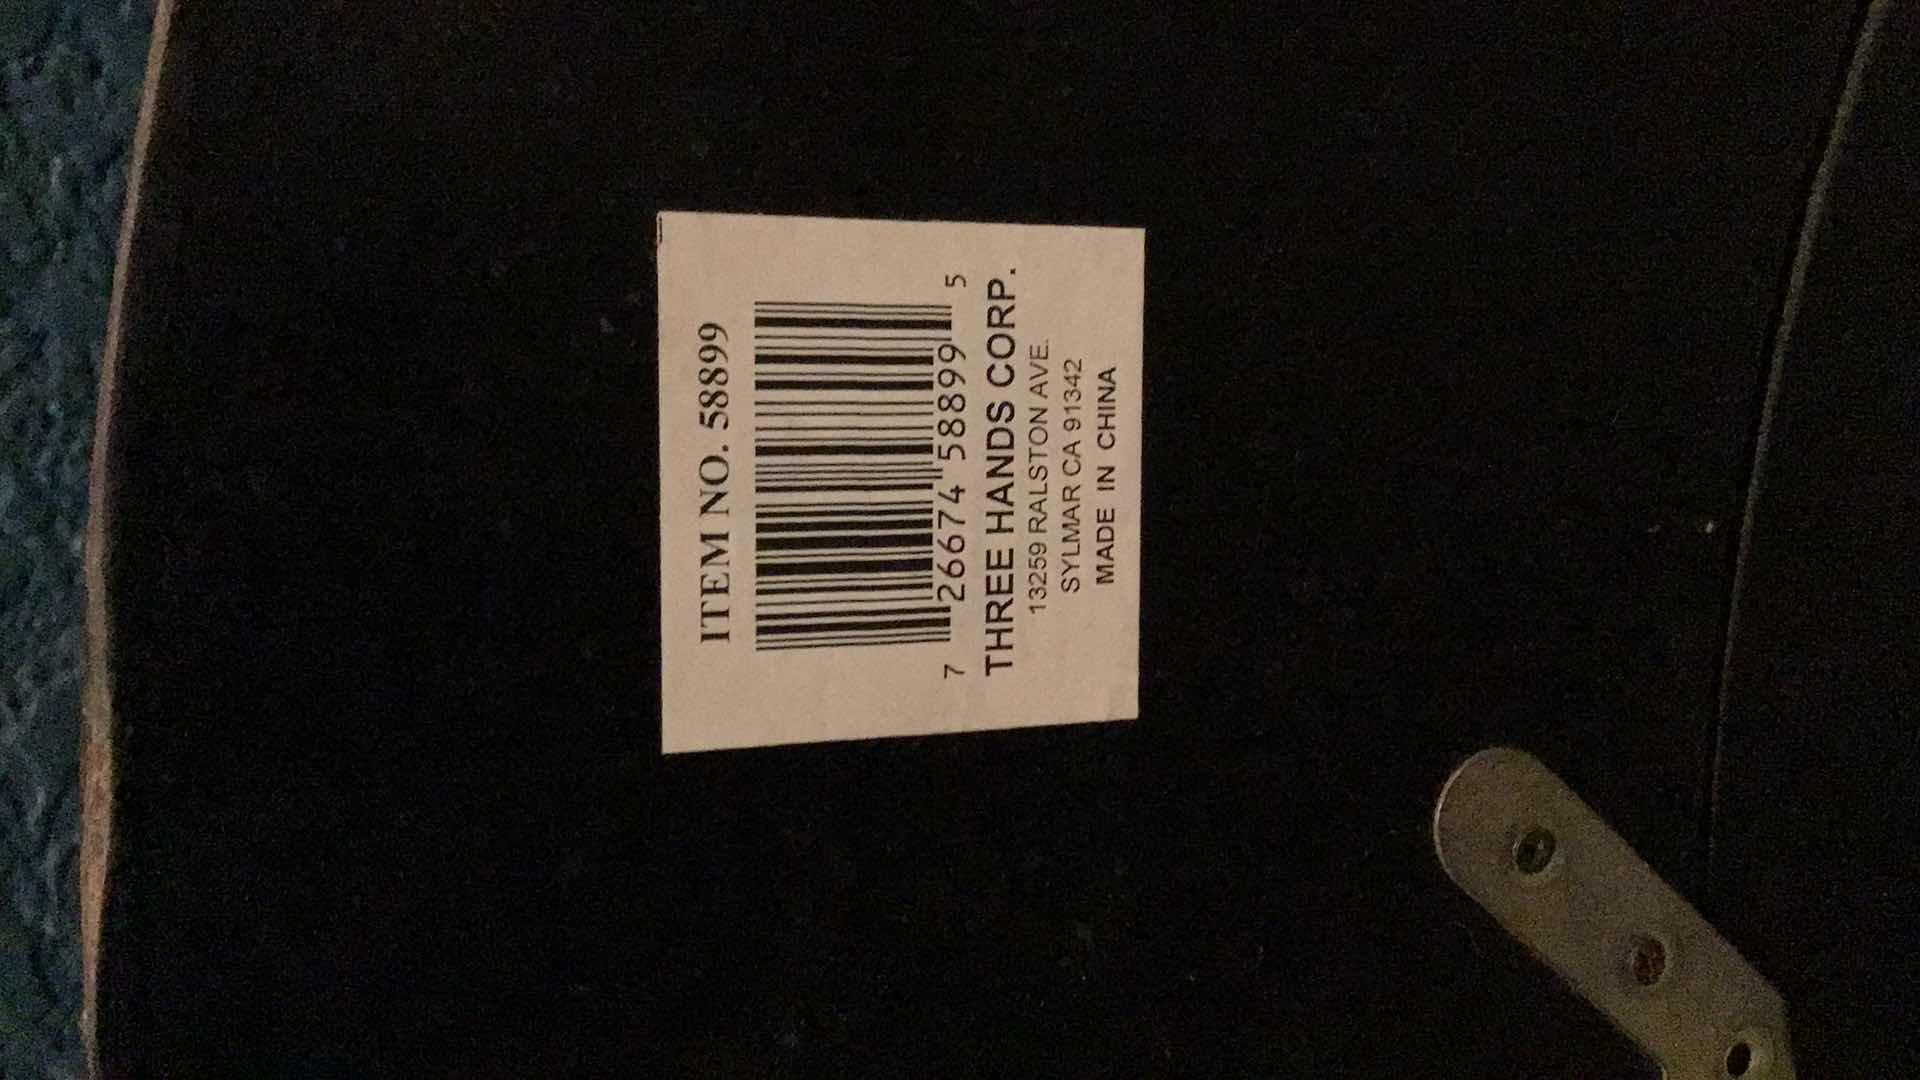 ITEM NO. 58899
7 26674 58899 5
THREE HANDS CORP.
13259 RALSTON AVE.
SYLMAR CA 91342
MADE IN CHINA